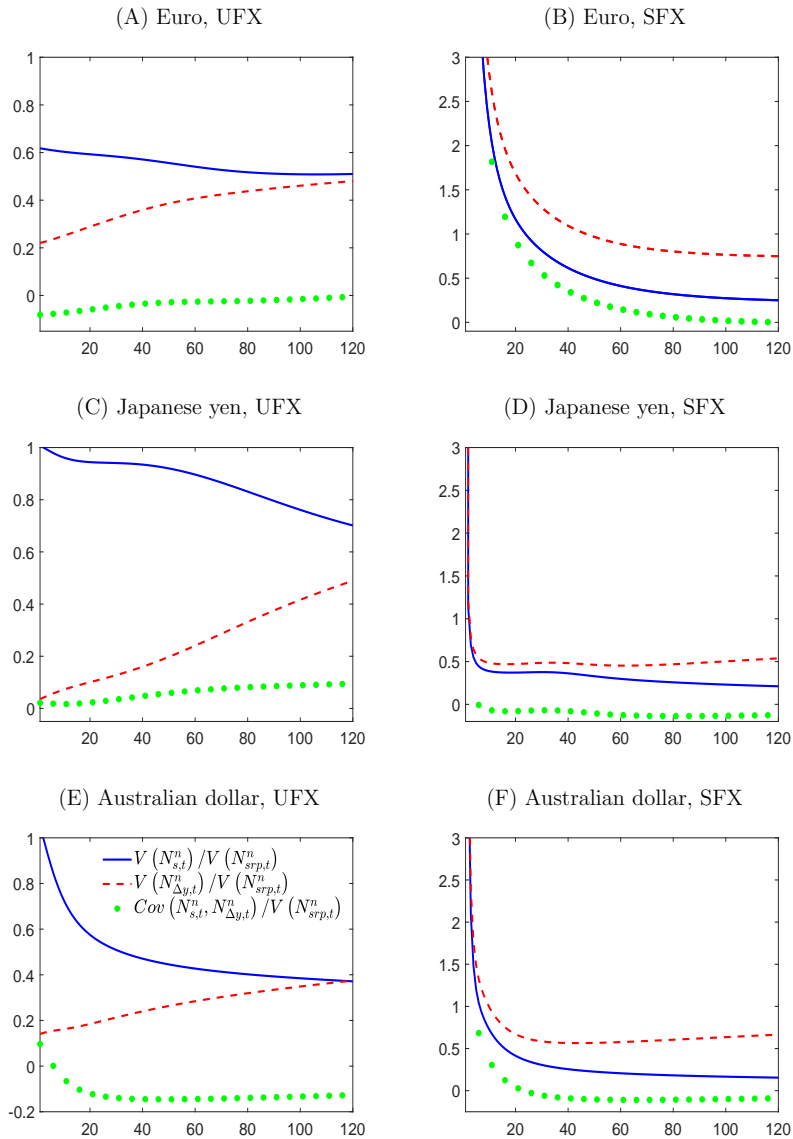 (A) Euro, UFX
(B) Euro, SFX
1
0.8
0.6
0.4
0.2
0
20 40 60 80 100 120
3
2.5
2
1.5
1
0.5
0
20 40 60 80 100 120
(C) Japanese yen, UFX
(D) Japanese yen, SFX
1
0.8
0.6
0.4
0.2
0
20 40 60 80 100 120
3
2.5
2
1.5
1
0.5
0
20 40 60 80 100 120
(E) Australian dollar, UFX
(F) Australian dollar, SFX
1
0.8
0.6
0.4
0.2
0
-0.2
20 40 60 80 100 120
V (N^n_{s,t}) /V (N^n_{srp,t})
V (N^n_{Δy,t}) /V (N^n_{srp,t})
Cov (N^n_{s,t}, N^n_{Δy,t}) /V (N^n_{srp,t})
3
2.5
2
1.5
1
0.5
0
20 40 60 80 100 120